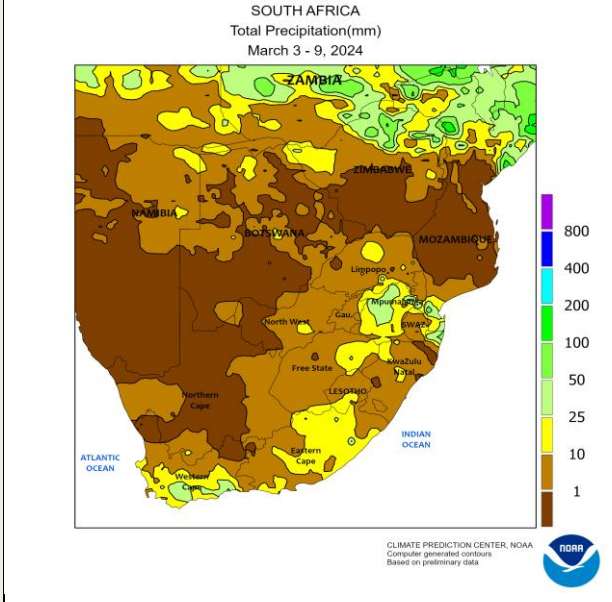 SOUTH AFRICA
Total Precipitation(mm)
March 3 - 9, 2024
ZAMBIA
ZIMBABWE
NAMIBIA
BOTSWANA
MOZAMBIQUE
Limpopo
Mpumalanga
Gau.
SWAZ.
North West
KwaZulu
Natal
Free State
LESOTHO
Northern
Cape
INDIAN
OCEAN
Eastern
Cape
ATLANTIC
OCEAN
Western
Cape
800
400
200
100
50
25
10
1
CLIMATE PREDICTION CENTER, NOAA
Computer generated contours
Based on preliminary data
NOAA